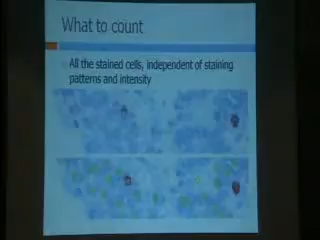 What to count
All the stained cells, independent of staining
patterns and intensity